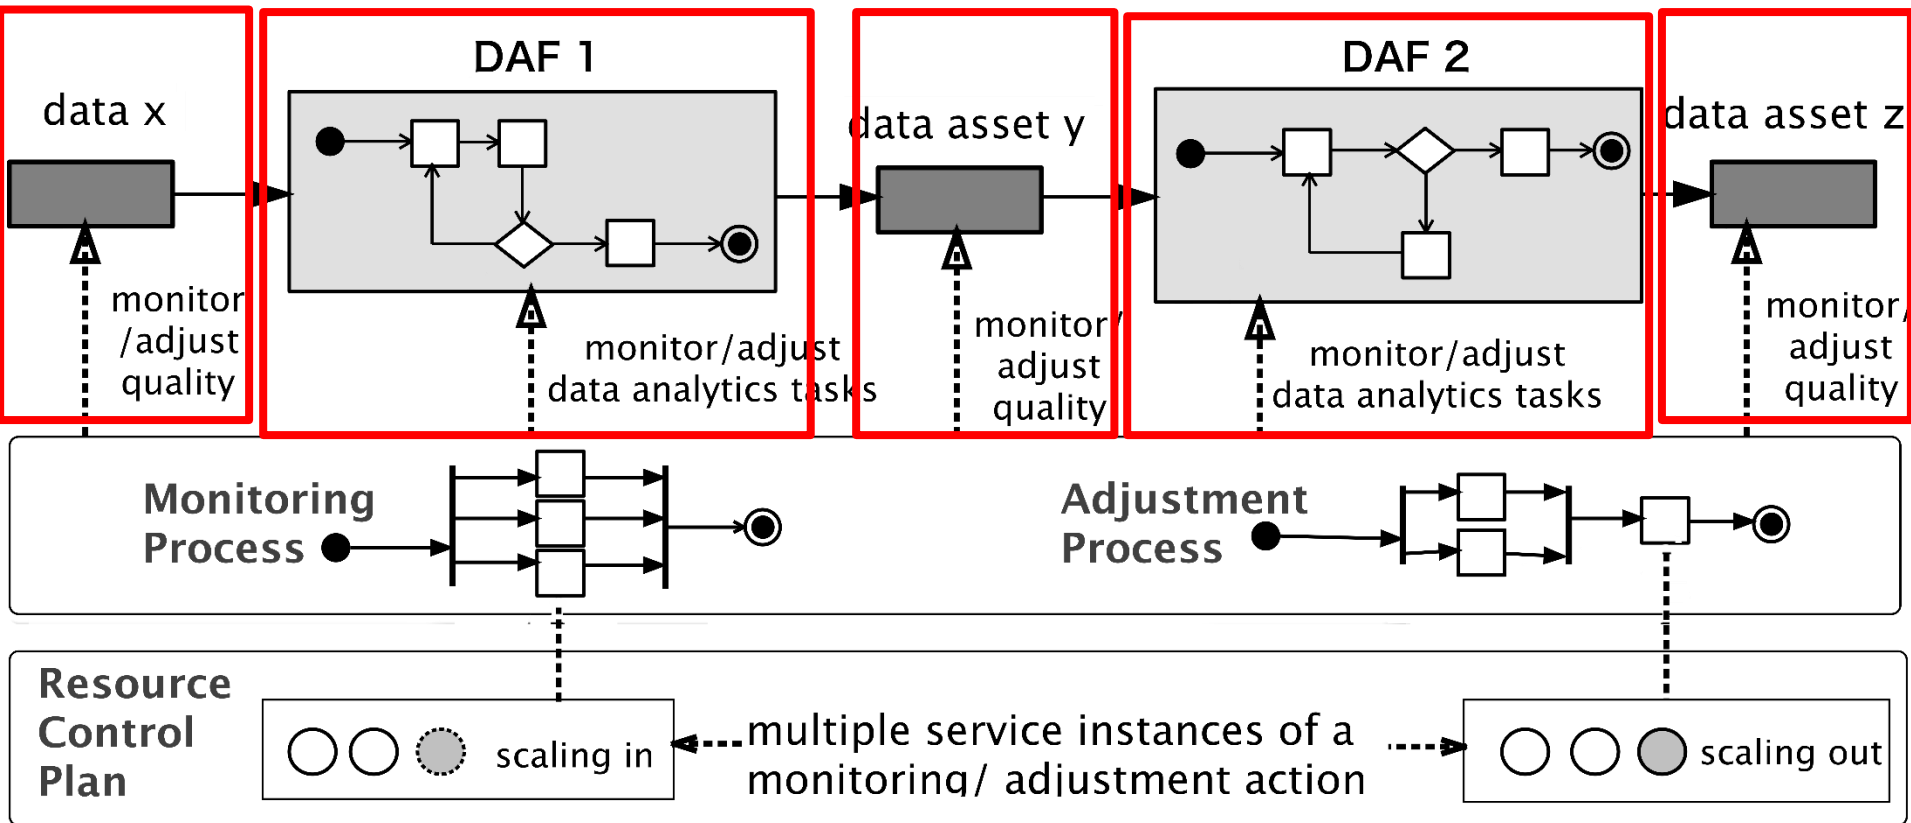 DAF 1
DAF 2
data x
data asset y
data asset z
monitor
/adjust
quality
monitor/adjust
data analytics tasks
monitor/
adjust
quality
monitor/adjust
data analytics tasks
monitor/
adjust
quality
Monitoring
Process
Adjustment
Process
Resource
Control
Plan
scaling in
multiple service instances of a
monitoring/ adjustment action
scaling out